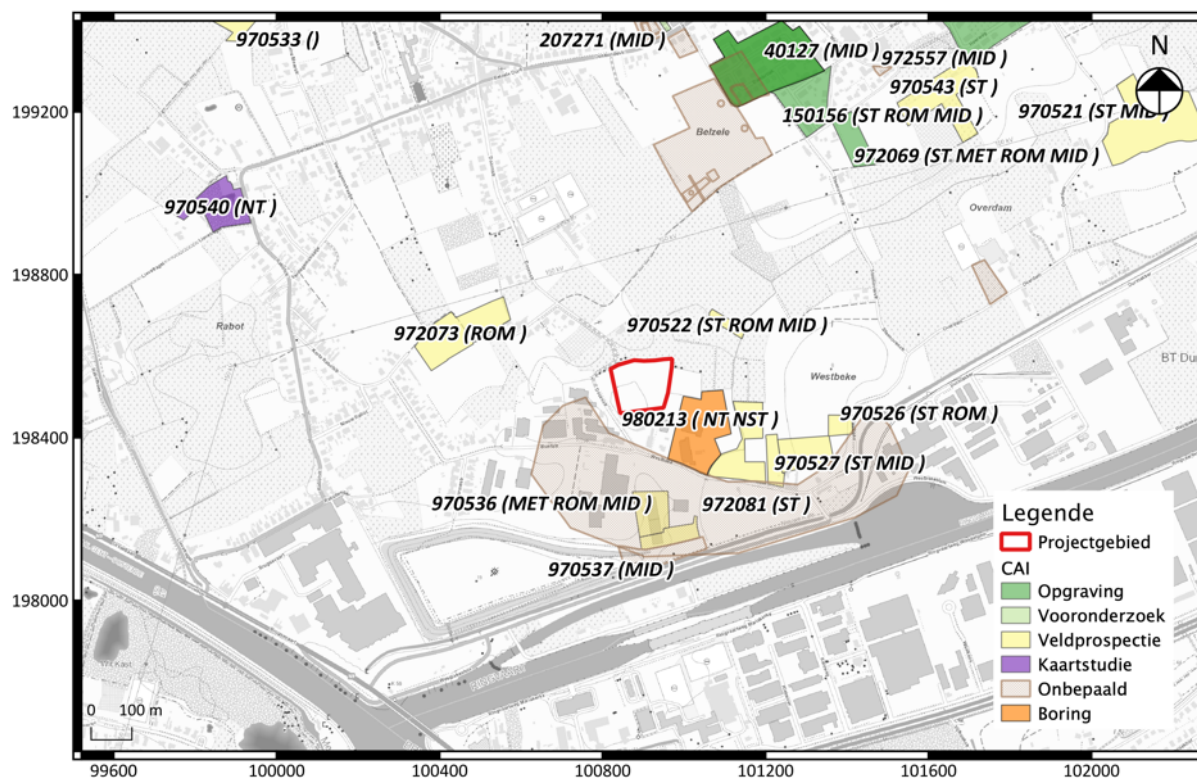 970533 ()
207271 (MID )
40127 (MID )
972557 (MID )
N
970543 (ST )
199200
970521 (ST MID )
150156 (ST ROM MID )
Belzele
972069 (ST MET ROM MID )
970540 (NT )
Overdam
198800
Rabot
972073 (ROM )
970522 (ST ROM MID )
BT Du
Westbeke
980213 ( NT NST )
970526 (ST ROM )
198400
970527 (ST MID )
970536 (MET ROM MID )
972081 (ST )
970537 (MID )
198000
Legende
Projectgebied
CAI
Opgraving
Vooronderzoek
Veldprospectie
Kaartstudie
Onbepaald
Boring
0 100 m
99600 100000 100400 100800 101200 101600 102000